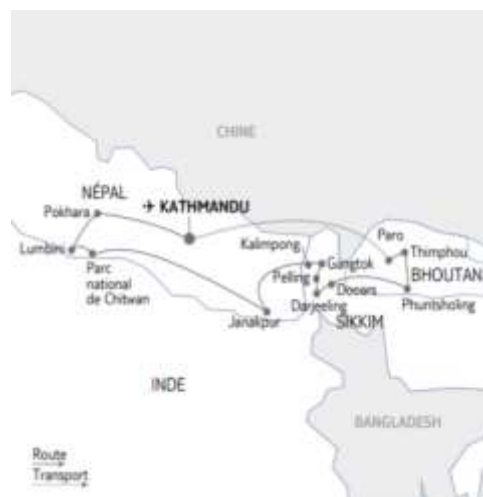 CHINE
NÉPAL
KATHMANDU
Pokhara
Paro
Kalimpong
Thimphou
Lumbini
Gangtok
Parc
national
de Chitwan
Pelling
BHOUTAN
Dooars
Darjeeling
Phuntsholing
Janakpur
SIKKIM
INDE
BANGLADESH
Route
Transport